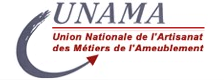 UNAMA
Union Nationale de l'Artisanat
des Métiers de l'Ameublement